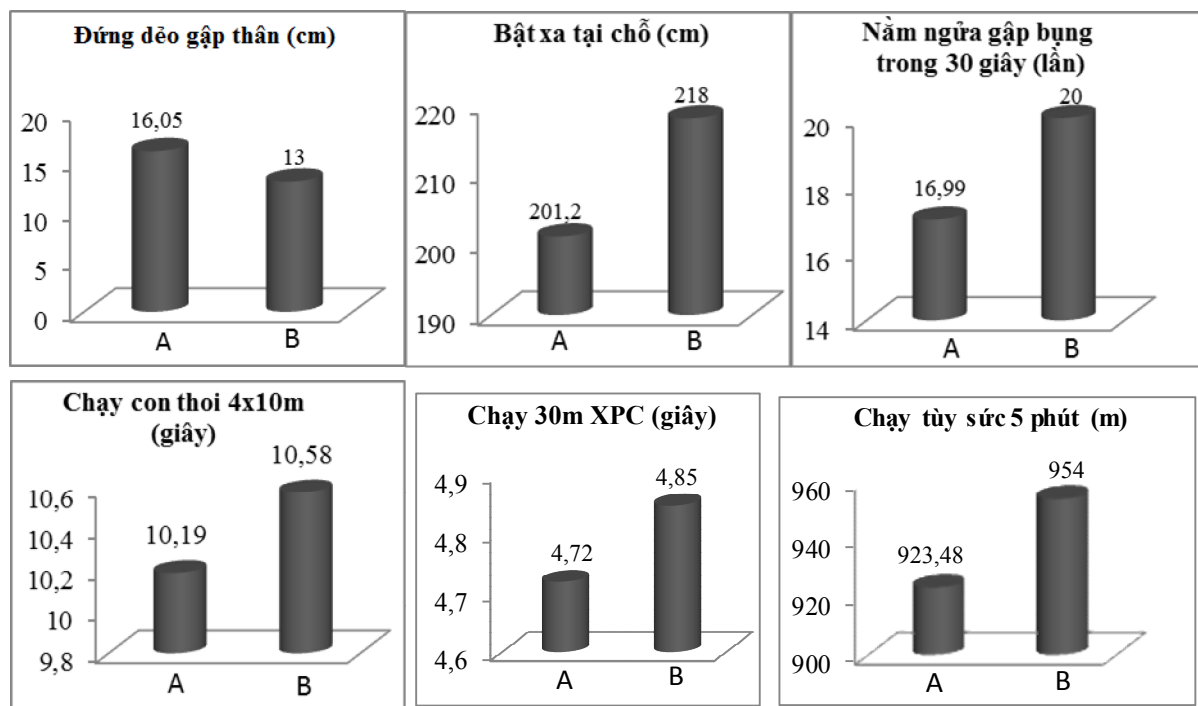 Đứng dẻo gập thân (cm)
20
15
10
5
0
16,05
13
A
B
Bật xa tại chỗ (cm)
220
210
200
190
201,2
218
A
B
Nằm ngửa gập bụng
trong 30 giây (lần)
20
18
16
14
16,99
20
A
B
Chạy con thoi 4x10m
(giây)
10,6
10,4
10,2
10
9,8
10,19
10,58
A
B
Chạy 30m XPC (giây)
4,9
4,8
4,7
4,6
4,72
4,85
A
B
Chạy tùy sức 5 phút (m)
960
940
920
900
923,48
954
A
B